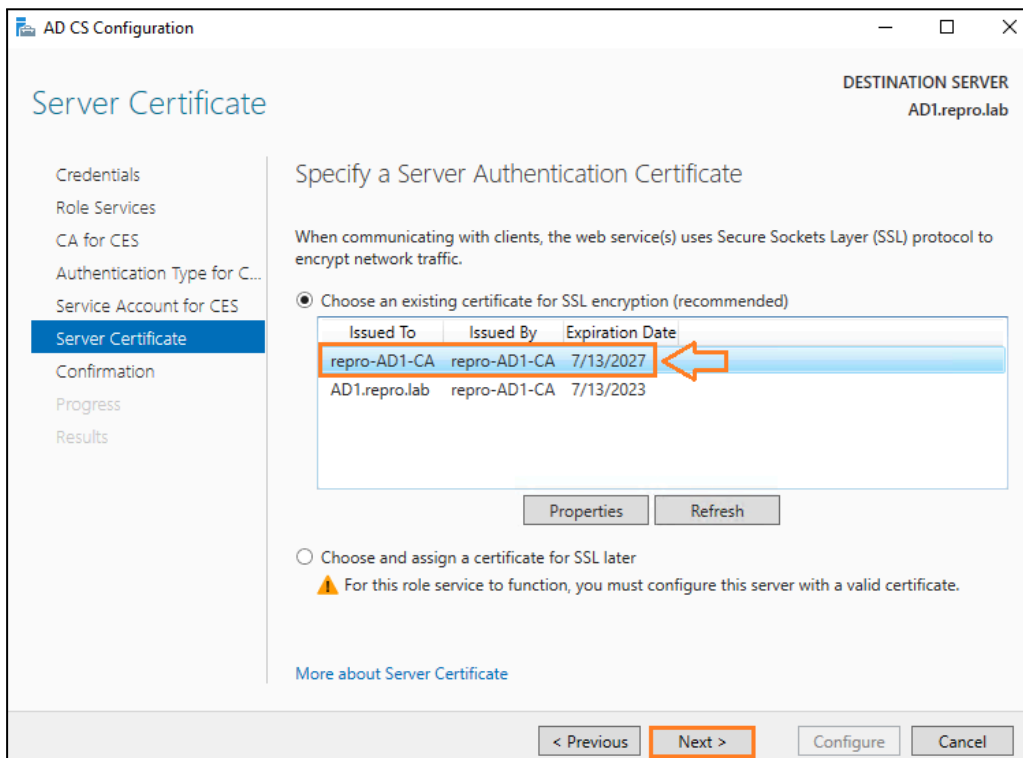 AD CS Configuration
DESTINATION SERVER
AD1.repro.lab
Server Certificate
Credentials
Role Services
CA for CES
Authentication Type for C...
Service Account for CES
Server Certificate
Confirmation
Progress
Results
Specify a Server Authentication Certificate
When communicating with clients, the web service(s) uses Secure Sockets Layer (SSL) protocol to
encrypt network traffic.
Choose an existing certificate for SSL encryption (recommended)
Issued To Issued By Expiration Date
repro-AD1-CA repro-AD1-CA 7/13/2027
AD1.repro.lab repro-AD1-CA 7/13/2023
Properties Refresh
Choose and assign a certificate for SSL later
For this role service to function, you must configure this server with a valid certificate.
More about Server Certificate
< Previous Next > Configure Cancel